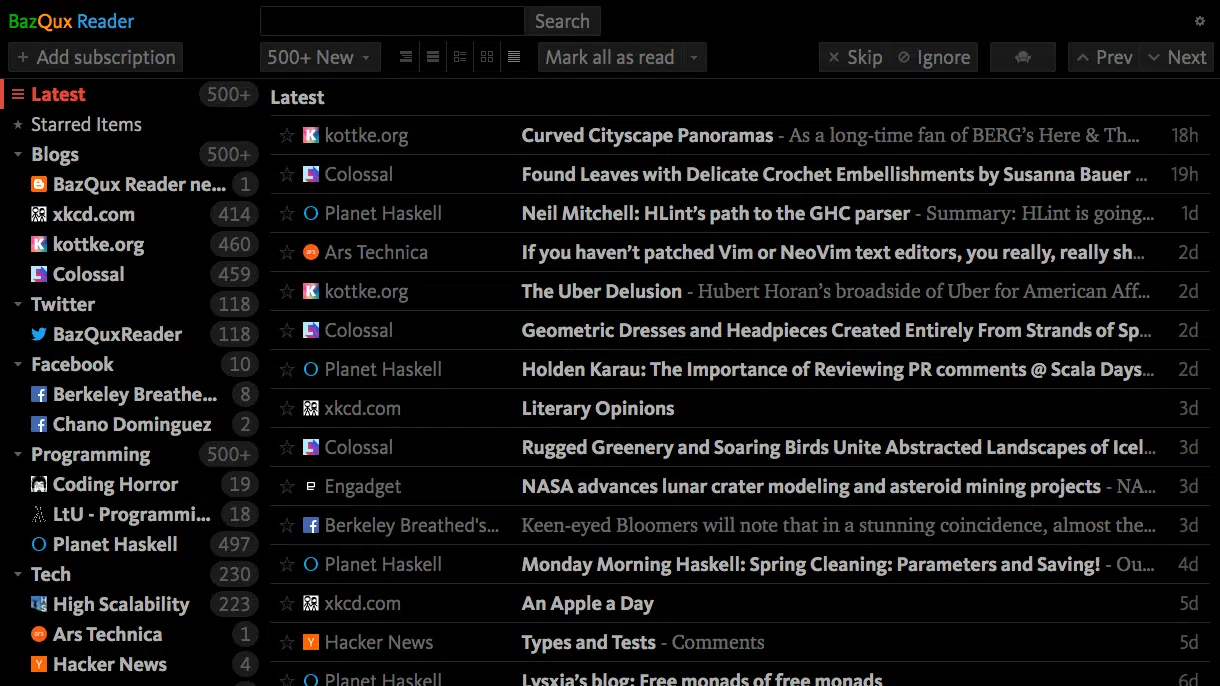 BazQux Reader
Search
+ Add subscription
500+ New
Mark all as read
Skip
Ignore
Prev
Next
Latest 500+
Starred Items
Blogs 500+
BazQux Reader ne... 1
xkcd.com 414
kottke.org 460
Colossal 459
Twitter 118
BazQuxReader 118
Facebook 10
Berkeley Breathe... 8
Chano Dominguez 2
Programming 500+
Coding Horror 19
LtU - Programmi... 18
Planet Haskell 497
Tech 230
High Scalability 223
Ars Technica 1
Hacker News 4
Latest
kottke.org Curved Cityscape Panoramas - As a long-time fan of BERG’s Here & Th... 18h
Colossal Found Leaves with Delicate Crochet Embellishments by Susanna Bauer ... 19h
Planet Haskell Neil Mitchell: HLint’s path to the GHC parser - Summary: HLint is going... 1d
Ars Technica If you haven’t patched Vim or NeoVim text editors, you really, really sh... 2d
kottke.org The Uber Delusion - Hubert Horan’s broadside of Uber for American Aff... 2d
Colossal Geometric Dresses and Headpieces Created Entirely From Strands of Sp... 2d
Planet Haskell Holden Karau: The Importance of Reviewing PR comments @ Scala Days... 2d
xkcd.com Literary Opinions 3d
Colossal Rugged Greenery and Soaring Birds Unite Abstracted Landscapes of Icel... 3d
Engadget NASA advances lunar crater modeling and asteroid mining projects - NA... 3d
Berkeley Breathed's... Keen-eyed Bloomers will note that in a stunning coincidence, almost the... 3d
Planet Haskell Monday Morning Haskell: Spring Cleaning: Parameters and Saving! - Ou... 4d
xkcd.com An Apple a Day 5d
Hacker News Types and Tests - Comments 5d
Planet Haskell Lysxia’s blog: Free monads of free monads 6d